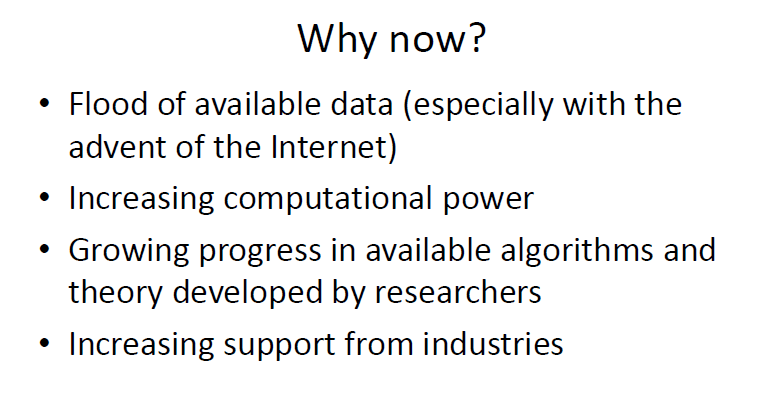 Why now?
• Flood of available data (especially with the
advent of the Internet)
• Increasing computational power
• Growing progress in available algorithms and
theory developed by researchers
• Increasing support from industries